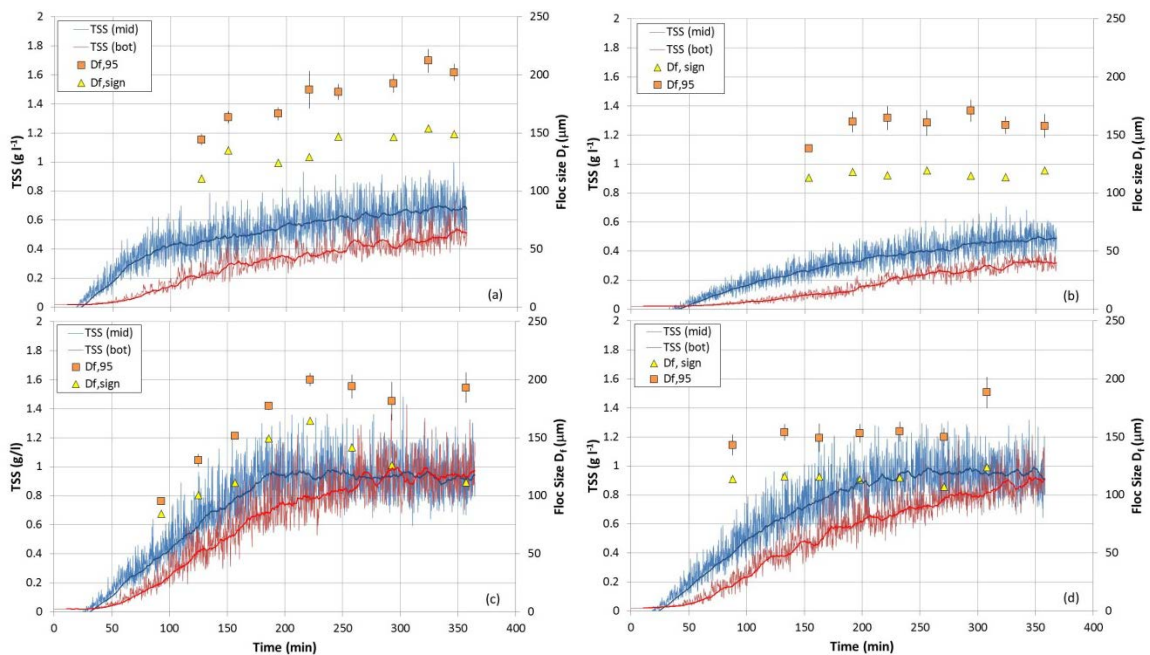 2
1.8
1.6
1.4
1.2
1
0.8
0.6
0.4
0.2
0
TSS (g l-1)
TSS (mid)
TSS (bot)
Df,95
Df,sign
250
200
150
100
50
0
Floc size Df (µm)
(a)
2
1.8
1.6
1.4
1.2
1
0.8
0.6
0.4
0.2
0
TSS (g l-1)
TSS (mid)
TSS (bot)
Df, sign
Df,95
250
200
150
100
50
0
Floc size Df (µm)
(b)
2
1.8
1.6
1.4
1.2
1
0.8
0.6
0.4
0.2
0
TSS (g/l)
TSS (mid)
TSS (bot)
Df,95
Df,sign
250
200
150
100
50
0
Floc Size Df (µm)
(c)
0 50 100 150 200 250 300 350 400
Time (min)
2
1.8
1.6
1.4
1.2
1
0.8
0.6
0.4
0.2
0
TSS (g l-1)
TSS (mid)
TSS (bot)
Df, sign
Df,95
250
200
150
100
50
0
Floc size Df (µm)
(d)
0 50 100 150 200 250 300 350 400
Time (min)